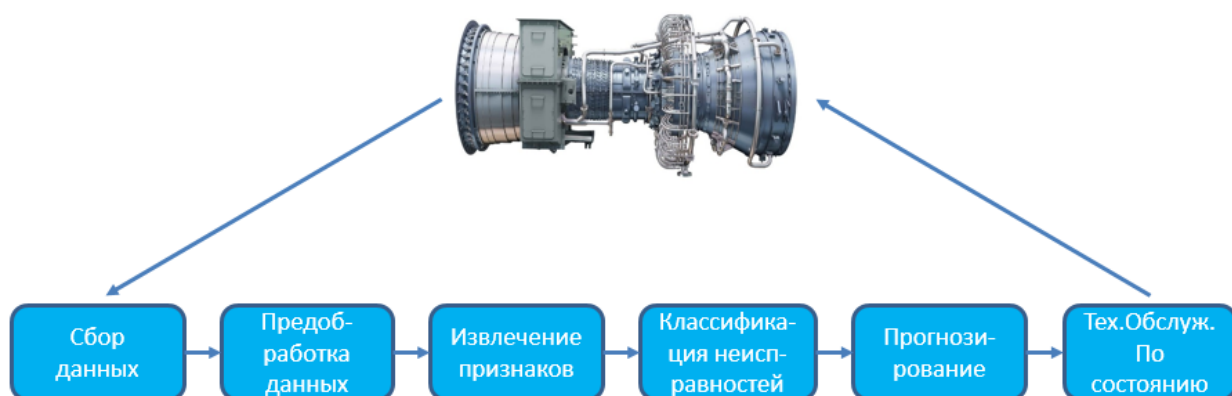 Сбор
данных
Предоб-
работка
данных
Извлечение
признаков
Классифика-
ция неисп-
равностей
Прогнози-
рование
Тех.Обслуж.
По
состоянию